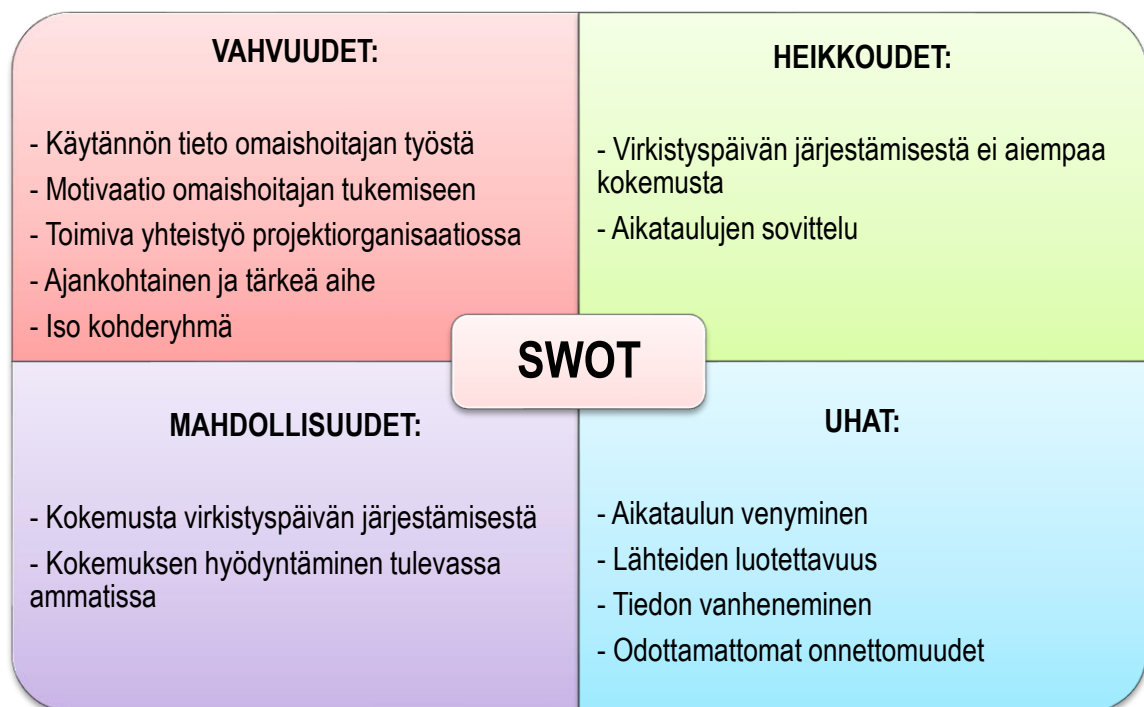 VAHVUUDET:
- Käytännön tieto omaishoitajan työstä
- Motivaatio omaishoitajan tukemiseen
- Toimiva yhteistyö projektiorganisaatiossa
- Ajankohtainen ja tärkeä aihe
- Iso kohderyhmä
HEIKKOUDET:
- Virkistyspäivän järjestämisestä ei aiempaa
kokemusta
- Aikataulujen sovittelu
SWOT
MAHDOLLISUUDET:
- Kokemusta virkistyspäivän järjestämisestä
- Kokemuksen hyödyntäminen tulevassa
ammatissa
UHAT:
- Aikataulun venyminen
- Lähteiden luotettavuus
- Tiedon vanheneminen
- Odottamattomat onnettomuudet